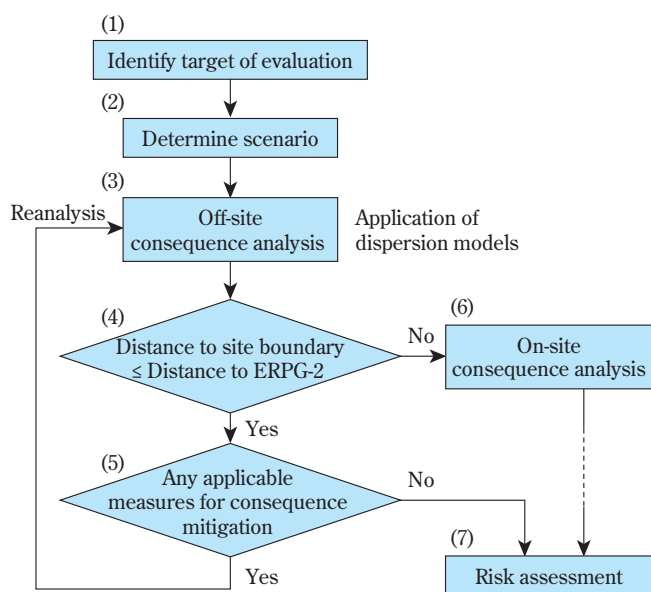 (1)
Identify target of evaluation
(2)
Determine scenario
(3)
Reanalysis
Off-site
consequence analysis
Application of
dispersion models
(4)
Distance to site boundary
≤ Distance to ERPG-2
No
(6)
On-site
consequence analysis
Yes
(5)
Any applicable
measures for consequence
mitigation
No
Yes
(7)
Risk assessment